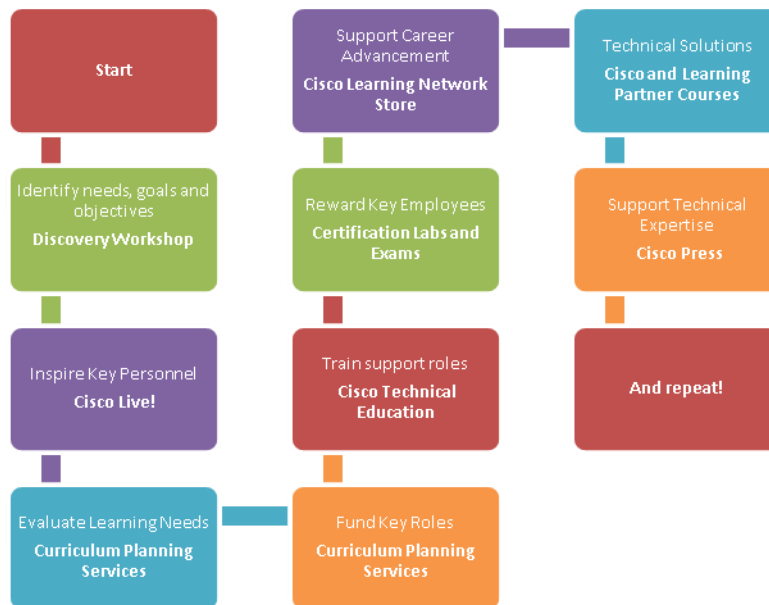 Start
Identify needs, goals and
objectives
Discovery Workshop
Inspire Key Personnel
Cisco Live!
Evaluate Learning Needs
Curriculum Planning
Services
Fund Key Roles
Curriculum Planning
Services
Train support roles
Cisco Technical
Education
Reward Key Employees
Certification Labs and
Exams
Support Career
Advancement
Cisco Learning Network
Store
Technical Solutions
Cisco and Learning
Partner Courses
Support Technical
Expertise
Cisco Press
And repeat!